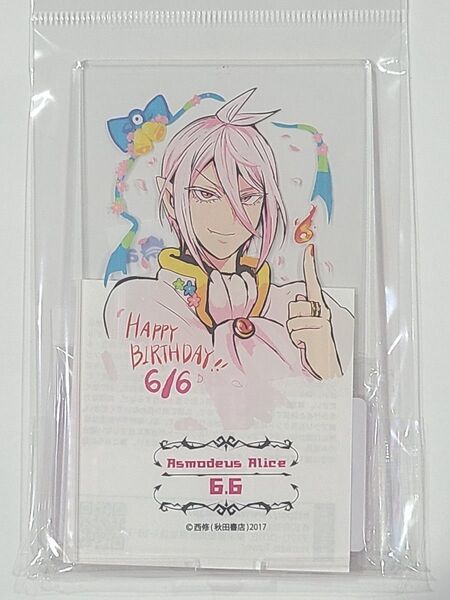 HAPPY
BIRTHDAY!!
6/6
Asmodeus Alice
6.6
©西修(秋田書店)2017